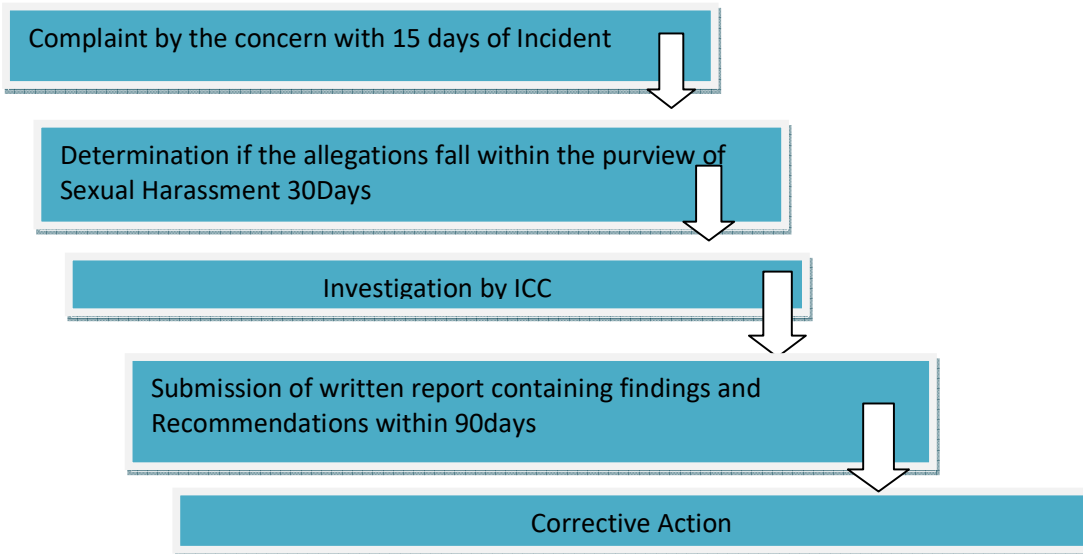 Complaint by the concern with 15 days of Incident
Determination if the allegations fall within the purview of
Sexual Harassment 30Days
Investigation by ICC
Submission of written report containing findings and
Recommendations within 90days
Corrective Action